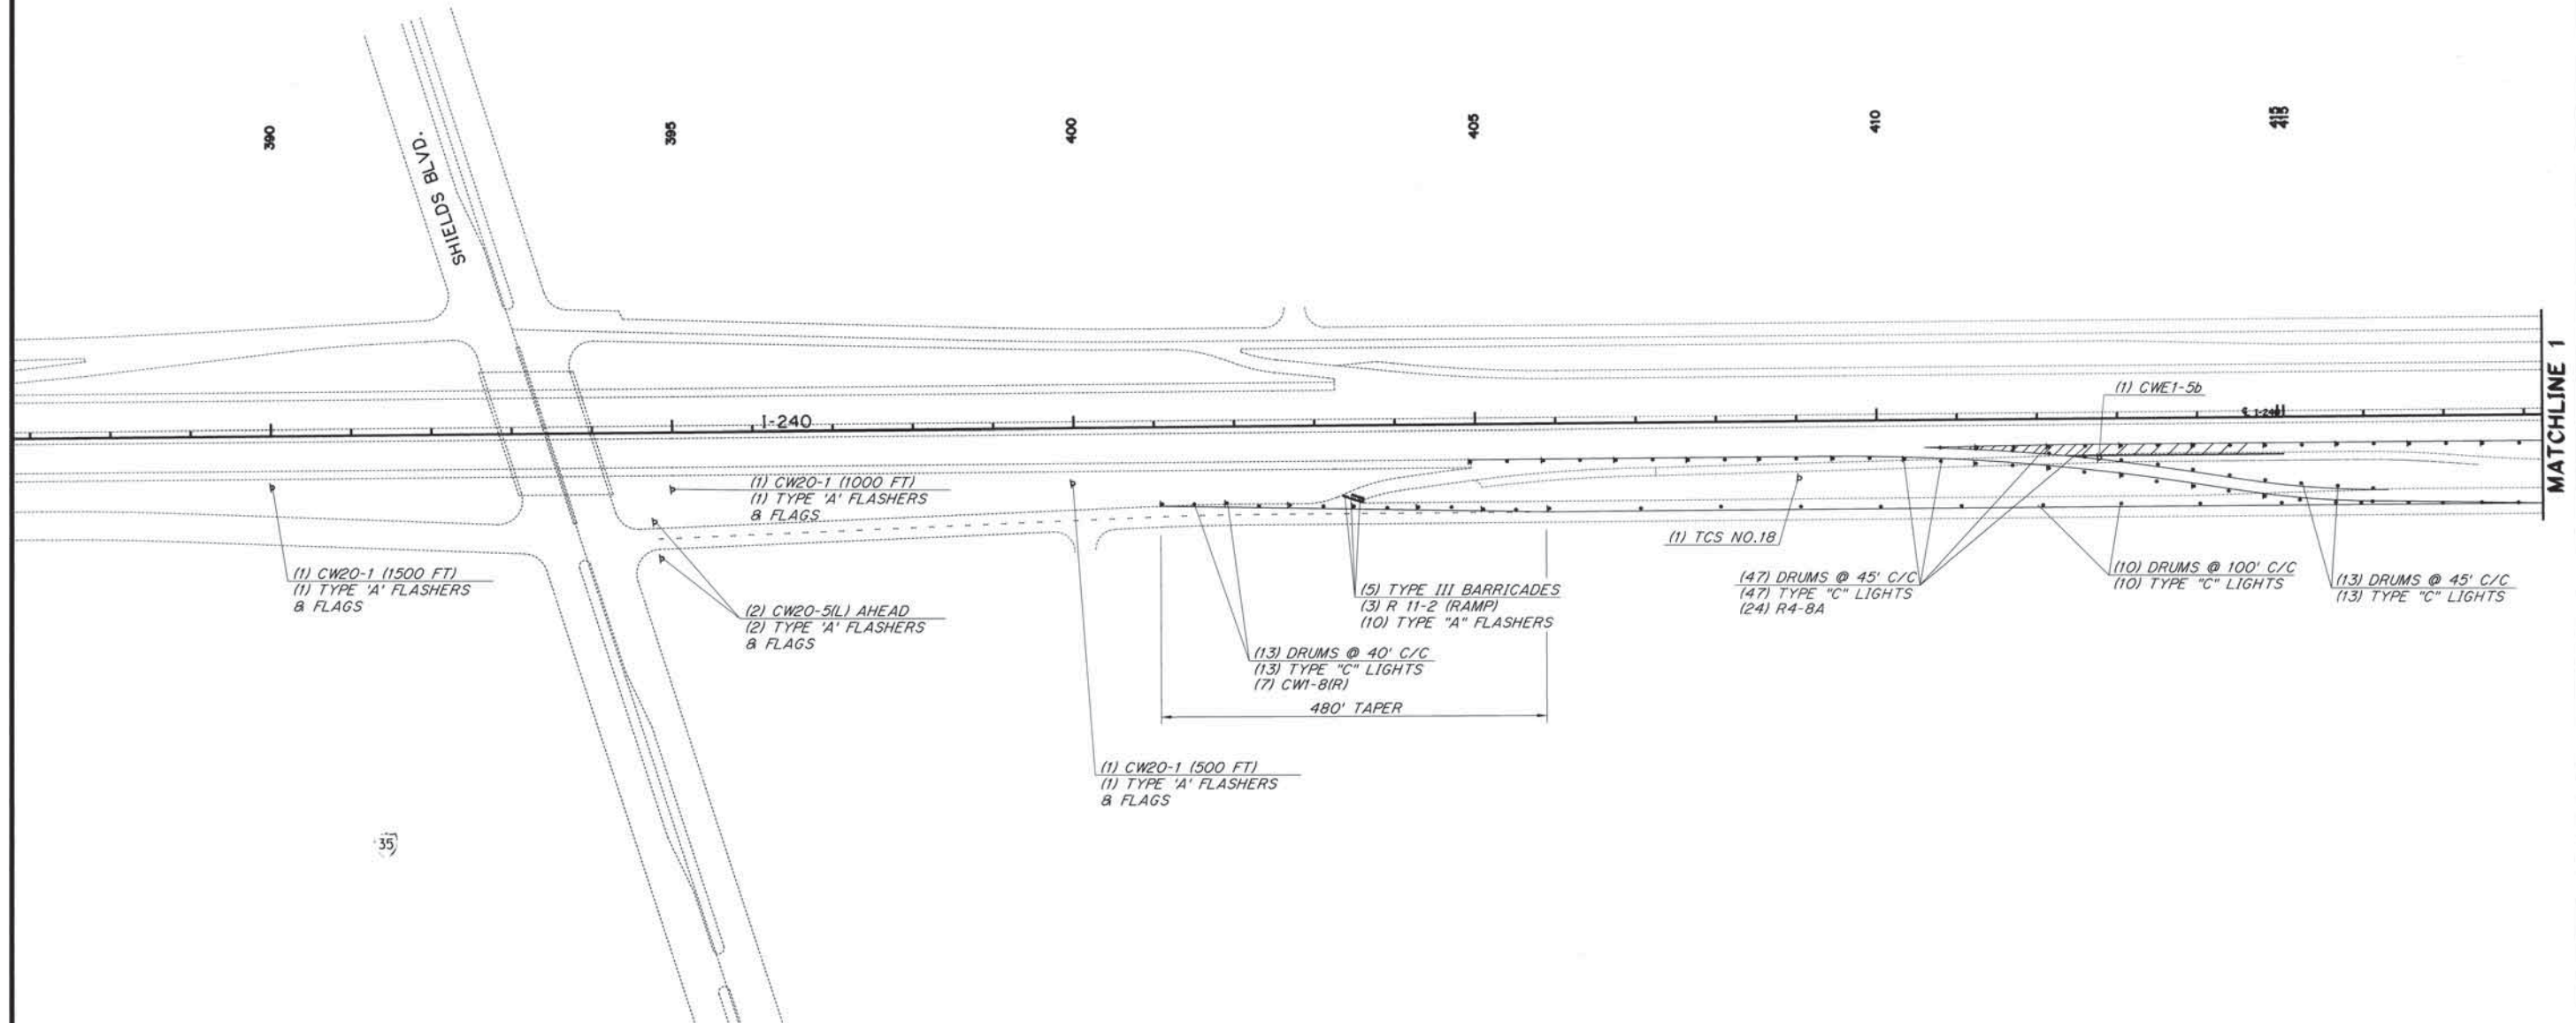 390
395
400
405
410
415
415
SHIELDS BLVD.
I-240
(1) CWE1-5b
MATCHLINE 1
(1) CW20-1 (1000 FT)
(1) TYPE 'A' FLASHERS
& FLAGS
(1) CW20-1 (1500 FT)
(1) TYPE 'A' FLASHERS
& FLAGS
(2) CW20-5(L) AHEAD
(2) TYPE 'A' FLASHERS
& FLAGS
(1) TCS NO.18
(5) TYPE III BARRICADES
(3) R 11-2 (RAMP)
(10) TYPE "A" FLASHERS
(47) DRUMS @ 45' C/C
(47) TYPE "C" LIGHTS
(24) R4-8A
(10) DRUMS @ 100' C/C
(10) TYPE "C" LIGHTS
(13) DRUMS @ 45' C/C
(13) TYPE "C" LIGHTS
(13) DRUMS @ 40' C/C
(13) TYPE "C" LIGHTS
(7) CW1-8(R)
480' TAPER
(1) CW20-1 (500 FT)
(1) TYPE 'A' FLASHERS
& FLAGS
35